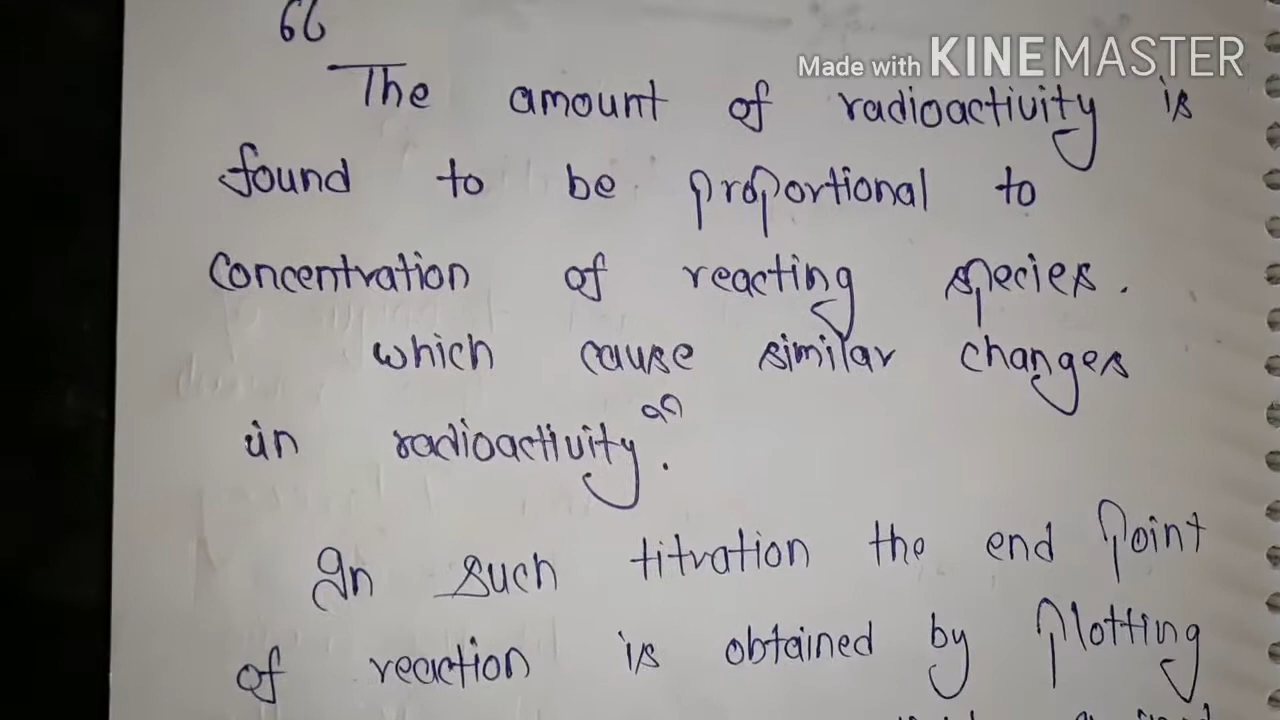 66
Made with KINEMASTER
The amount of radioactivity is
found to be proportional to
concentration of reacting species.
which cause similar changes
in radioactivity.
In such titration the end point
of reaction is obtained by plotting